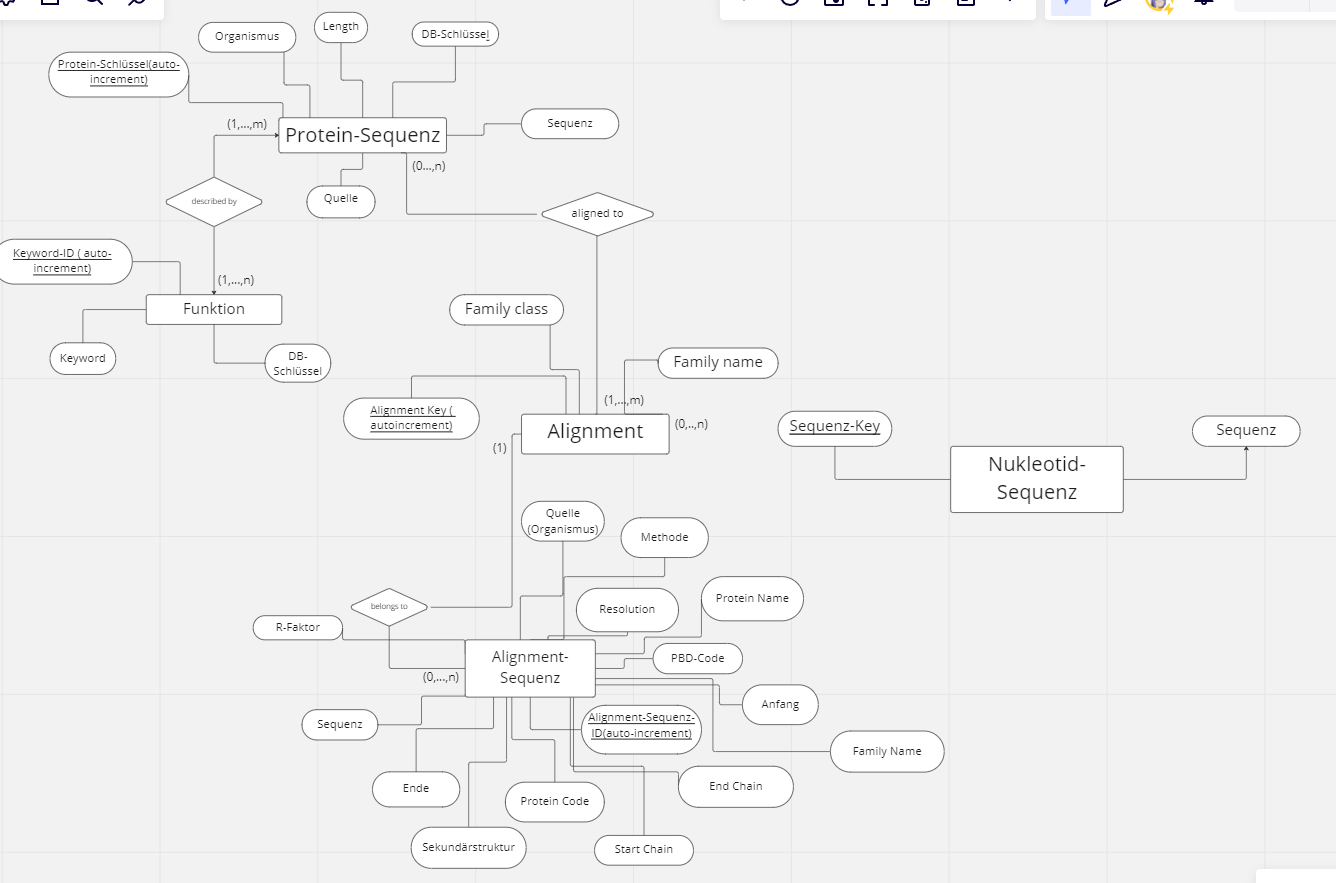 Organismus
Length
DB-Schlüssel
Protein-Schlüssel(auto-
increment)
Sequenz
(1,...,m)
Protein-Sequenz
(0...,n)
Quelle
described by
aligned to
Keyword-ID ( auto-
increment)
(1,...,n)
Funktion
Family class
Keyword
DB-
Schlüssel
Family name
Alignment Key (
autoincrement)
(1,...,m)
(0,..,n)
Alignment
(1)
Sequenz-Key
Sequenz
Nukleotid-
Sequenz
Quelle
(Organismus)
Methode
belongs to
Resolution
Protein Name
R-Faktor
Alignment-
Sequenz
PBD-Code
(0,...,n)
Anfang
Sequenz
Alignment-Sequenz-
ID(auto-increment)
Family Name
Ende
Protein Code
End Chain
Sekundärstruktur
Start Chain